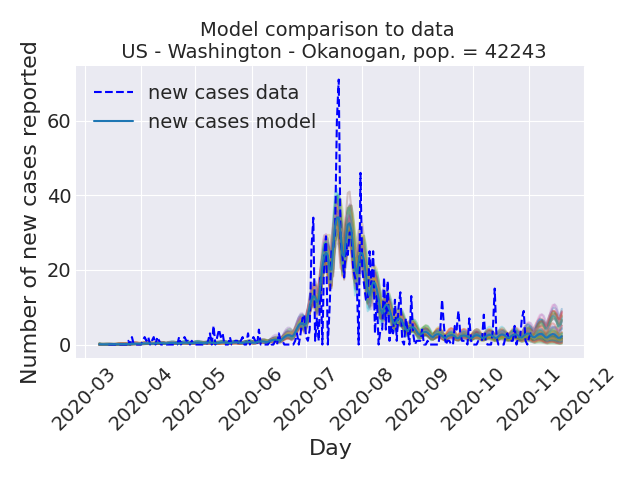 Model comparison to data
US - Washington - Okanogan, pop. = 42243
Number of new cases reported
60
40
20
0
new cases data
new cases model
2020-03
2020-04
2020-05
2020-06
2020-07
2020-08
2020-09
2020-10
2020-11
2020-12
Day